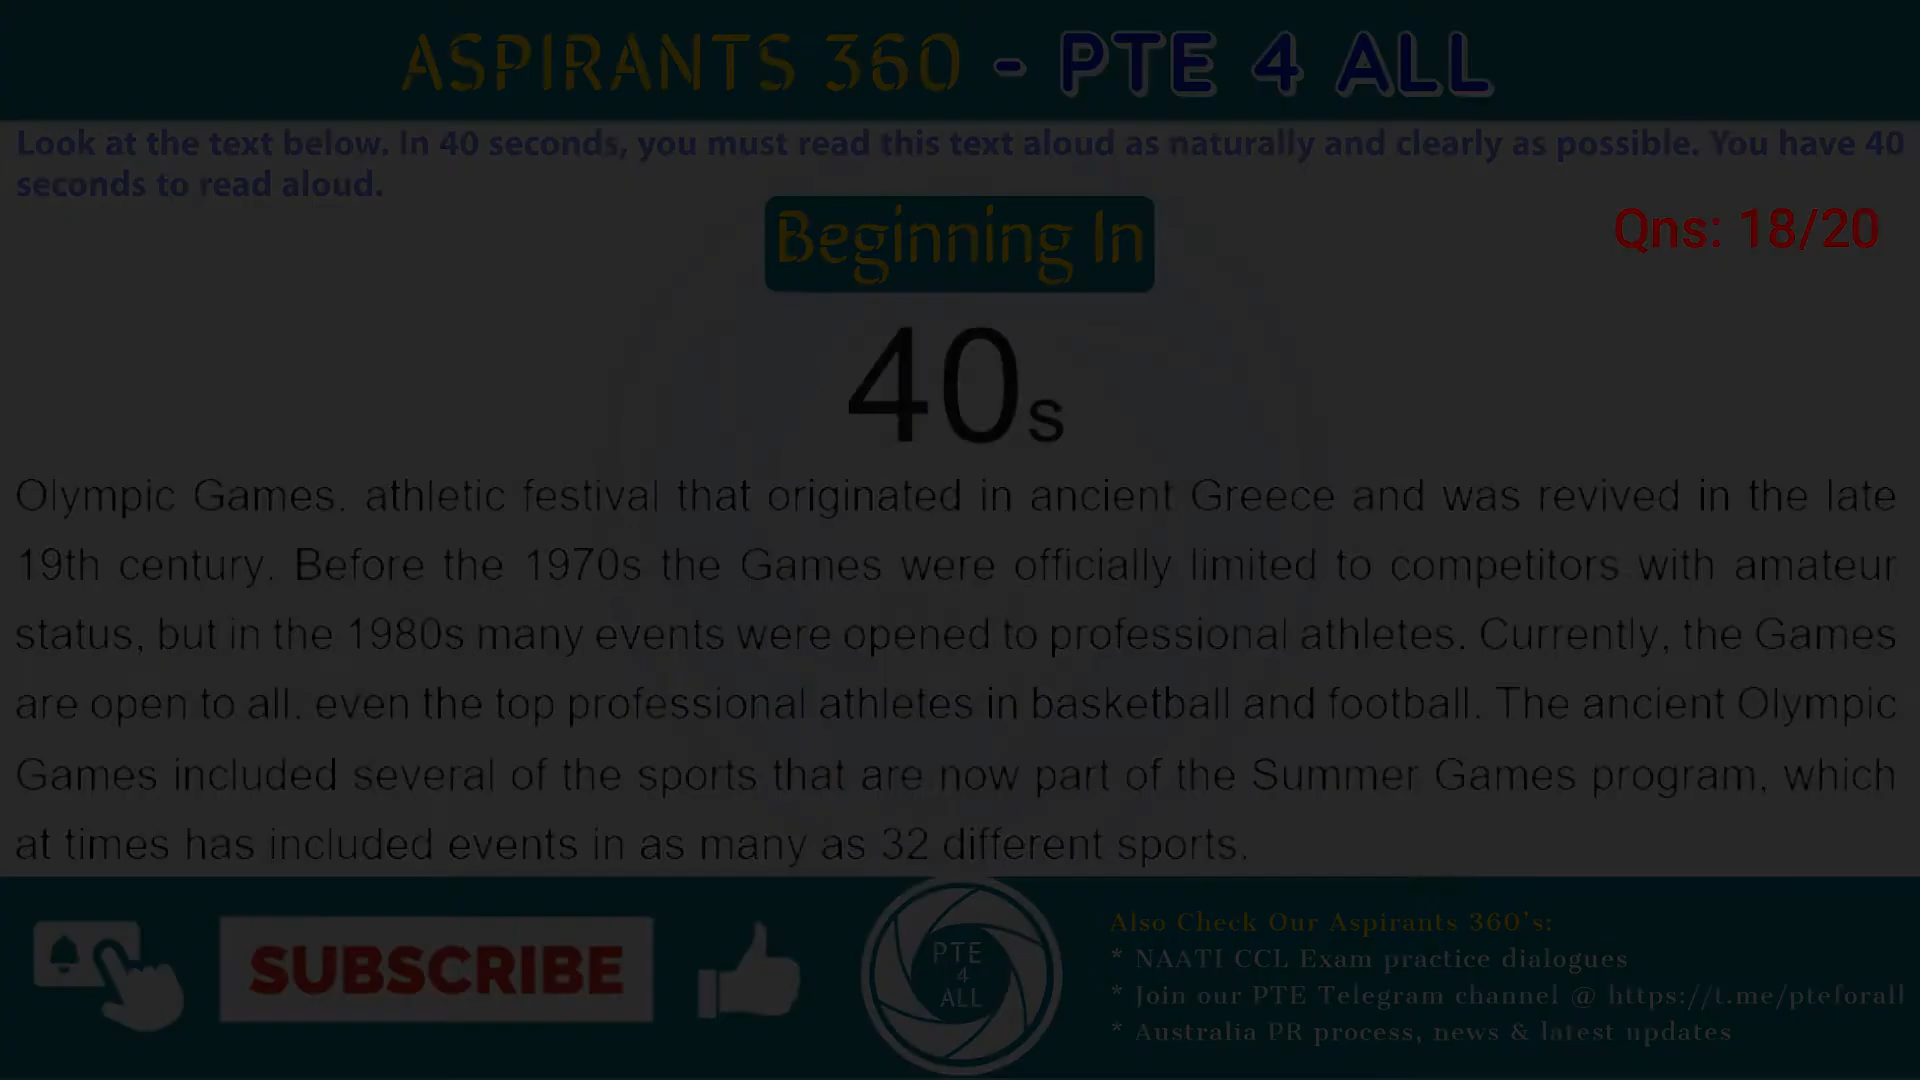 ASPIRANTS 360 - PTE 4 ALL
Look at the text below. In 40 seconds, you must read this text aloud as naturally and clearly as possible. You have 40
seconds to read aloud.
Beginning In
Qns: 18/20
40s
Olympic Games. athletic festival that originated in ancient Greece and was revived in the late
19th century. Before the 1970s the Games were officially limited to competitors with amateur
status, but in the 1980s many events were opened to professional athletes. Currently, the Games
are open to all. even the top professional athletes in basketball and football. The ancient Olympic
Games included several of the sports that are now part of the Summer Games program, which
at times has included events in as many as 32 different sports.
SUBSCRIBE
PTE
4
ALL
Also Check Our Aspirants 360's:
* NAATI CCL Exam practice dialogues
* Join our PTE Telegram channel @ https://t.me/pteforall
* Australia PR process, news & latest updates